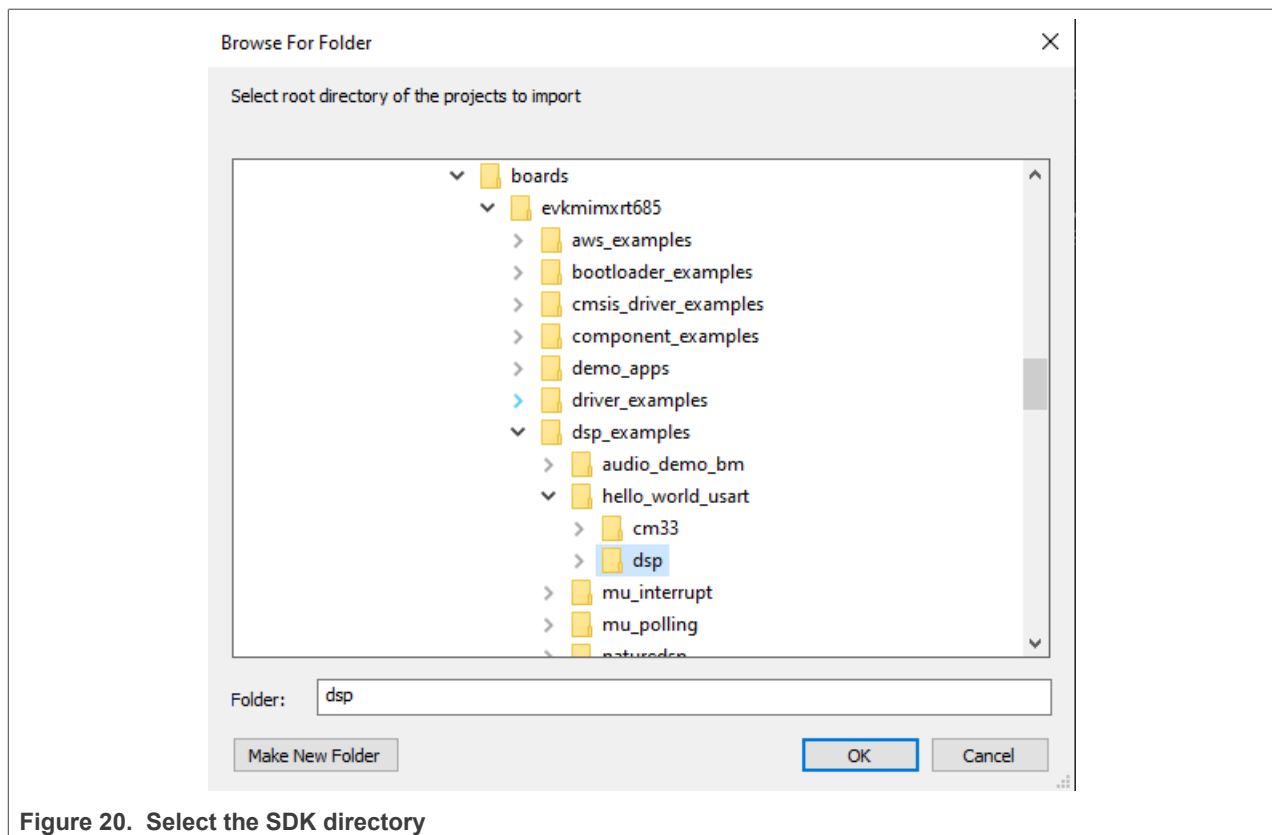 Browse For Folder
Select root directory of the projects to import
boards
evkmimxrt685
aws_examples
bootloader_examples
cmsis_driver_examples
component_examples
demo_apps
driver_examples
dsp_examples
audio_demo_bm
hello_world_usart
cm33
dsp
mu_interrupt
mu_polling
naturedsp
Folder: dsp
Make New Folder OK Cancel
Figure 20. Select the SDK directory